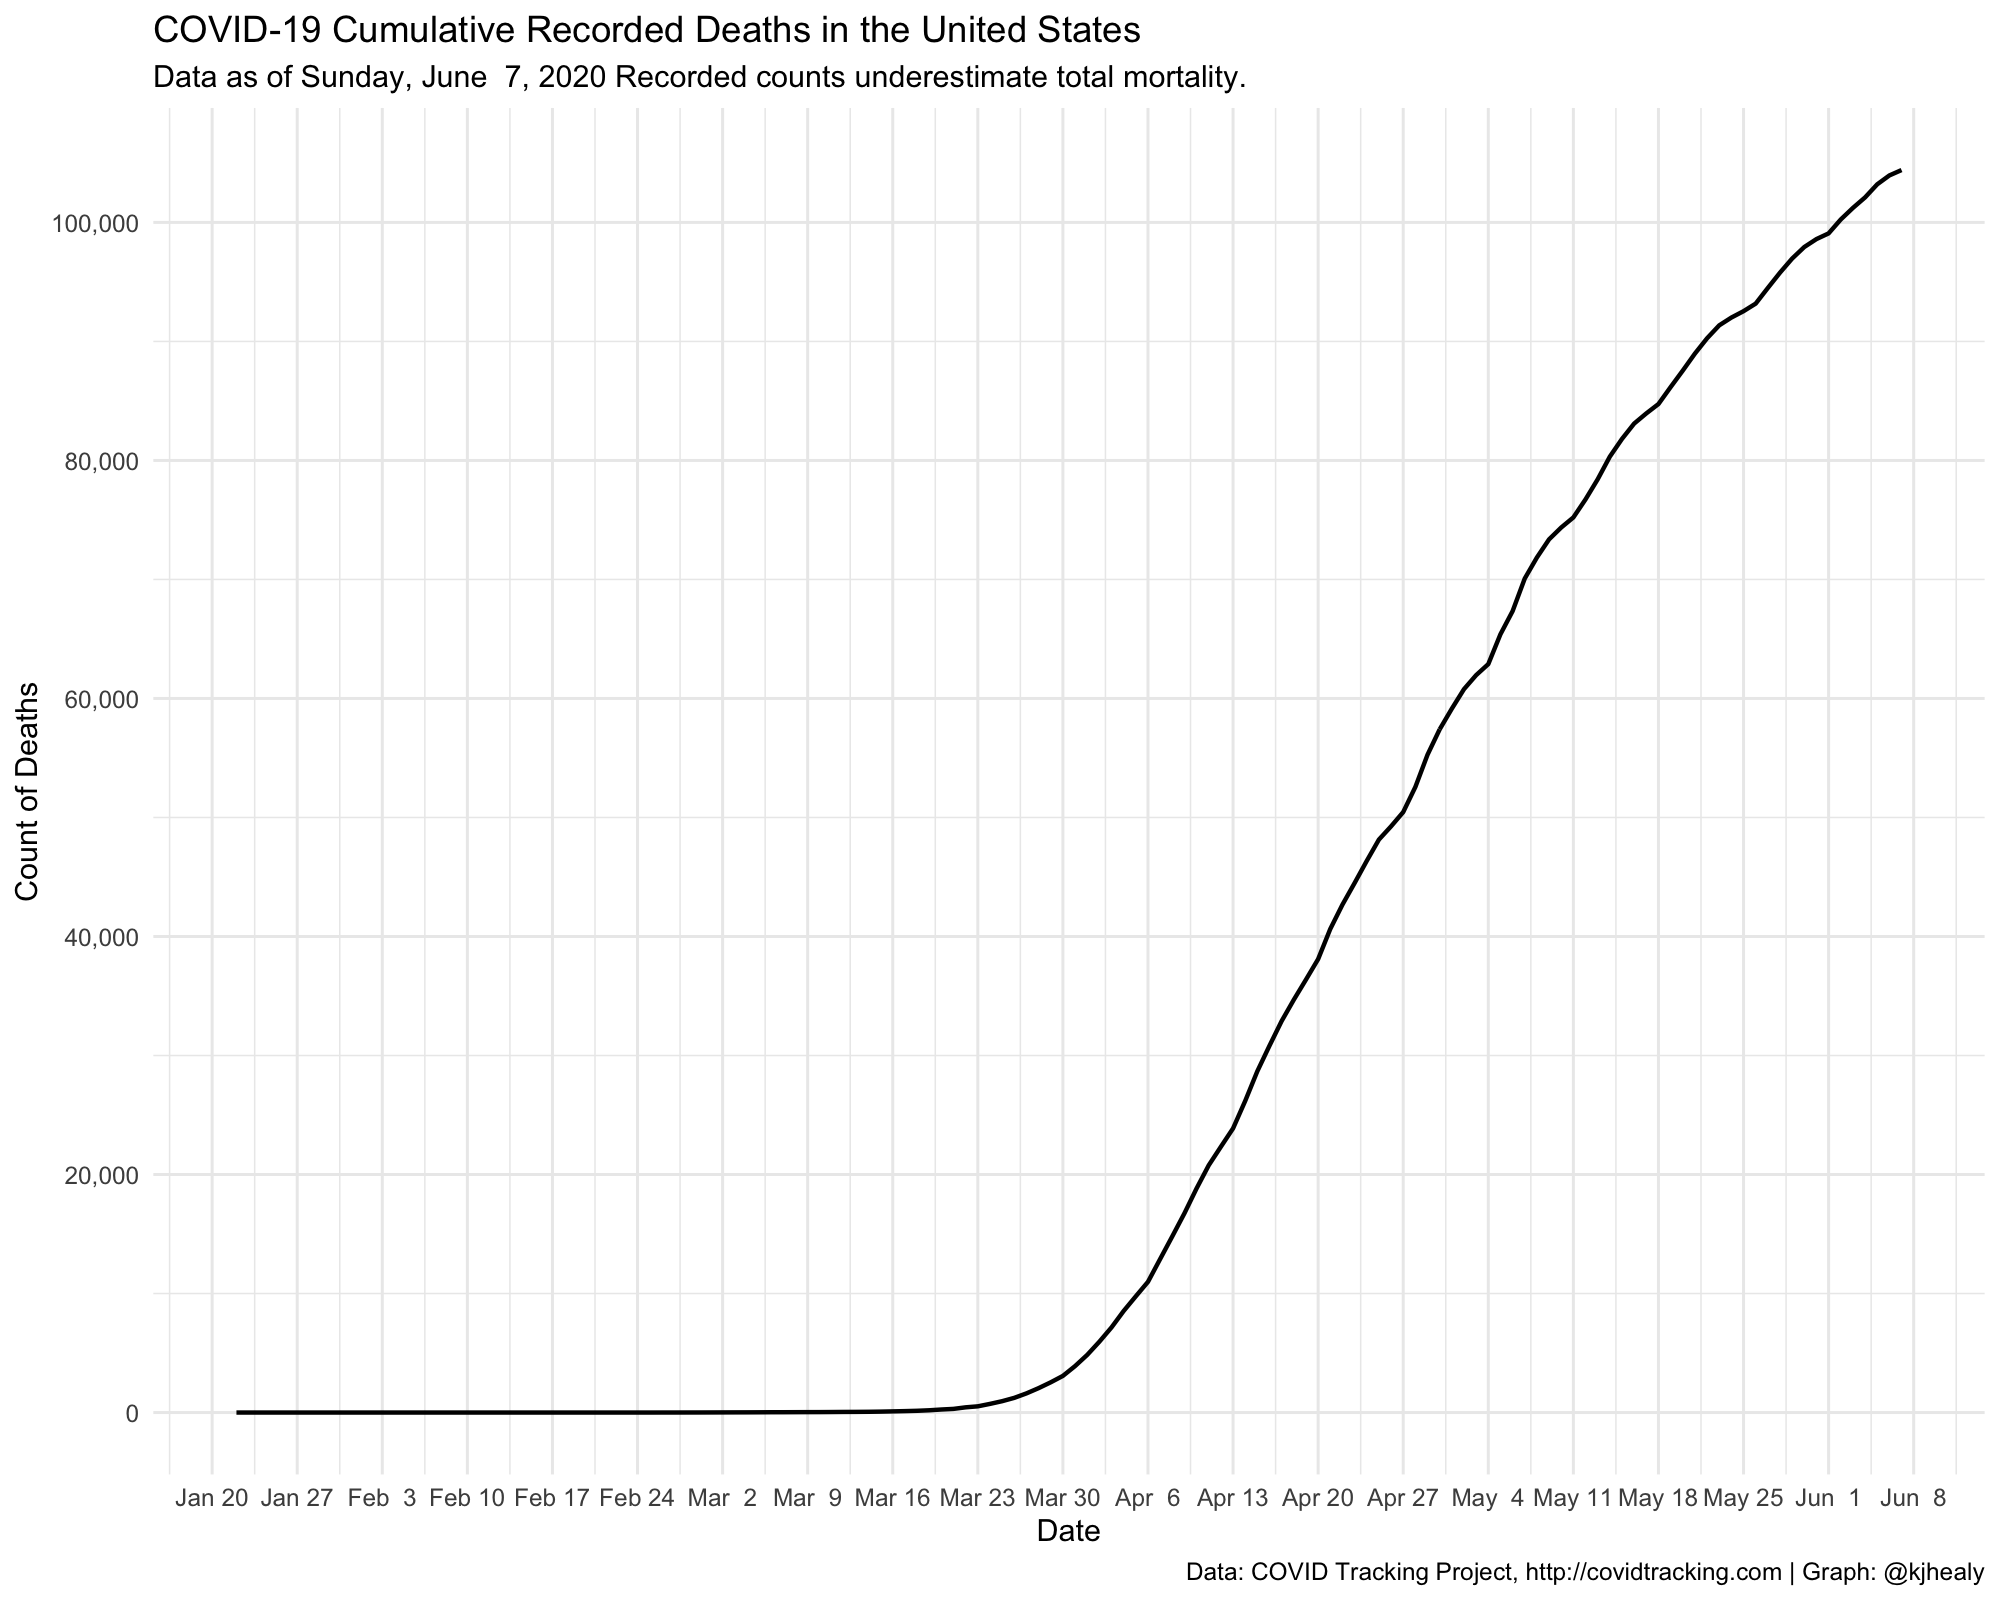 COVID-19 Cumulative Recorded Deaths in the United States
Data as of Sunday, June  7, 2020 Recorded counts underestimate total mortality.
Count of Deaths
100,000
80,000
60,000
40,000
20,000
0
Jan 20 Jan 27 Feb  3 Feb 10 Feb 17 Feb 24 Mar  2 Mar  9 Mar 16 Mar 23 Mar 30 Apr  6 Apr 13 Apr 20 Apr 27 May  4 May 11 May 18 May 25 Jun  1 Jun  8
Date
Data: COVID Tracking Project, http://covidtracking.com | Graph: @kjhealy